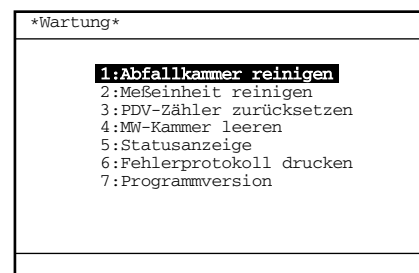 *Wartung*
1:Abfallkammer reinigen
2:Meßeinheit reinigen
3:PDV-Zähler zurücksetzen
4:MW-Kammer leeren
5:Statusanzeige
6:Fehlerprotokoll drucken
7:Programmversion